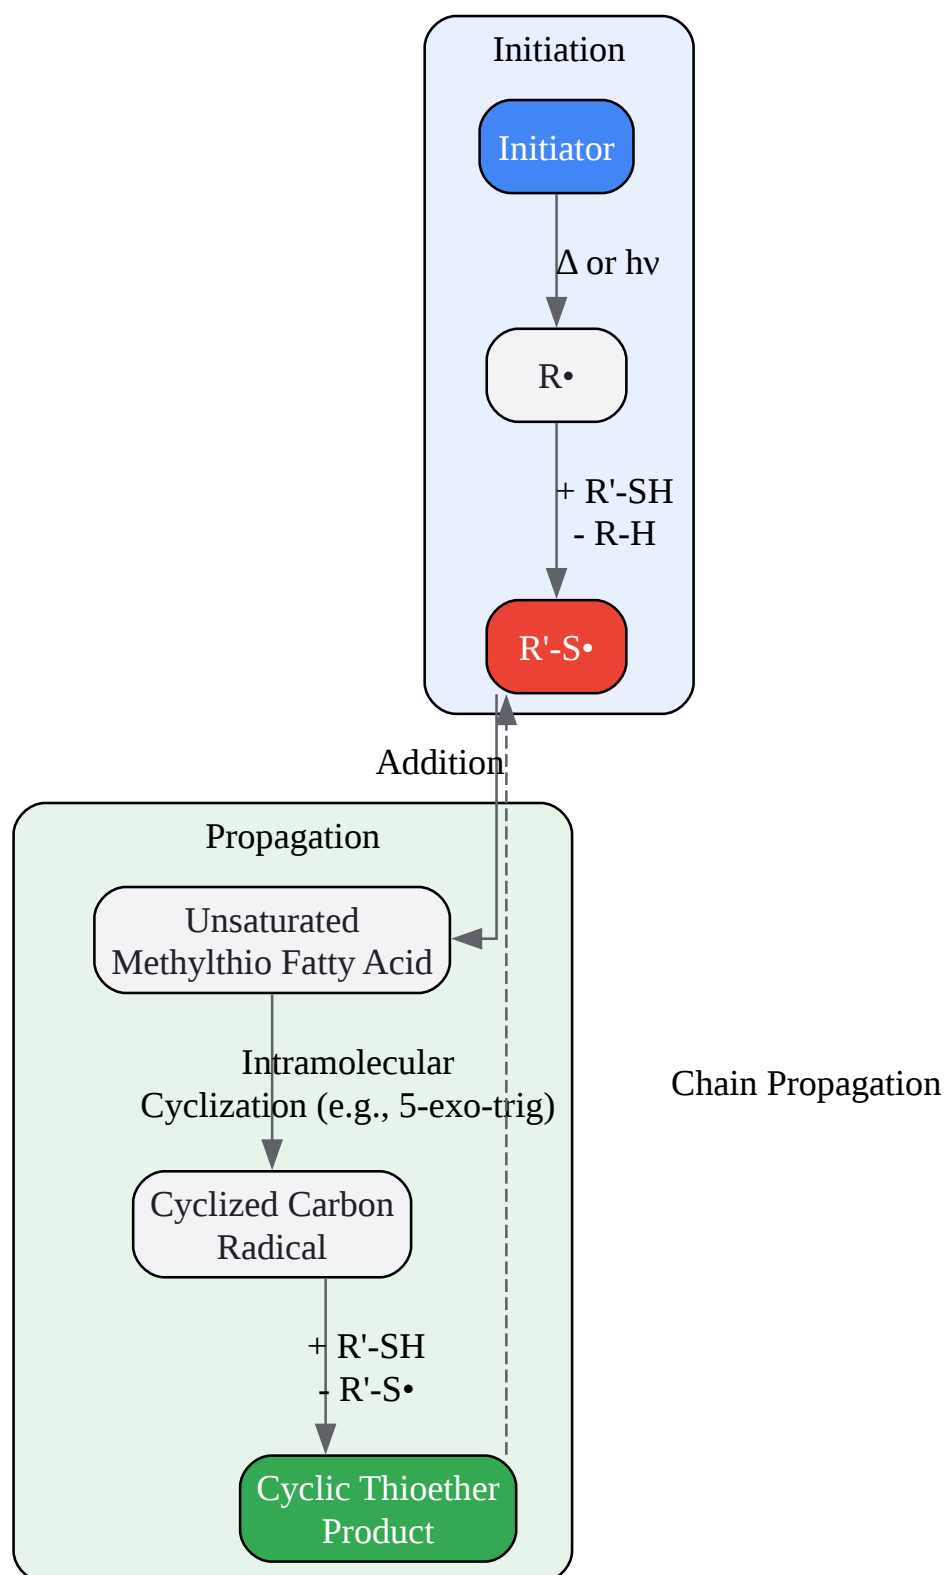 Initiation
Initiator
Δ or hν
R•
+ R'-SH
- R-H
R'-S•
Addition
Propagation
Unsaturated
Methylthio Fatty Acid
Intramolecular
Cyclization (e.g., 5-exo-trig)
Chain Propagation
Cyclized Carbon
Radical
+ R'-SH
- R'-S•
Cyclic Thioether
Product